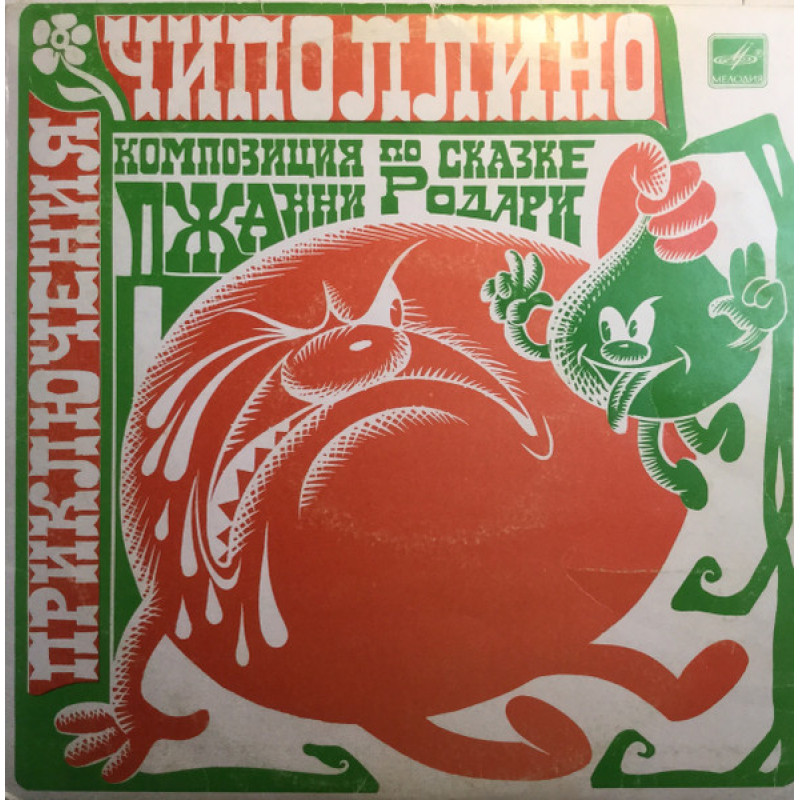 ПРИКЛЮЧЕНИЯ
ЧИПОЛЛИНО
МЕЛОДИЯ
КОМПОЗИЦИЯ ПО СКАЗКЕ
ДЖАННИ РОДАРИ